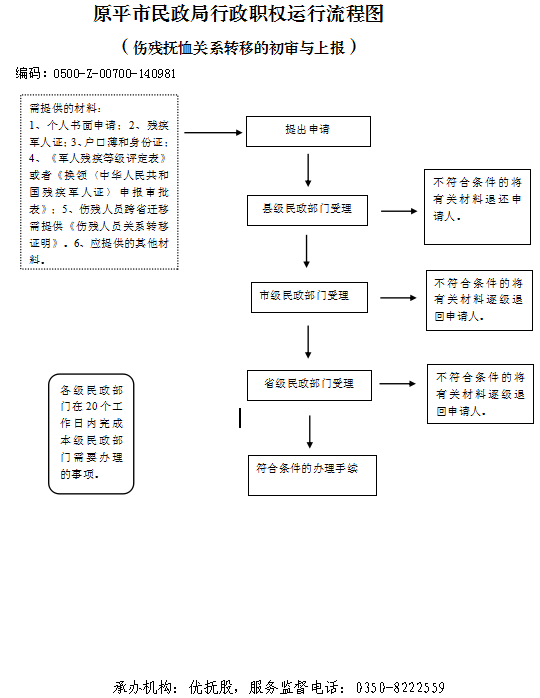 原平市民政局行政职权运行流程图
（伤残抚恤关系转移的初审与上报）
编码：0500-Z-00700-140981
需提供的材料：
1、个人书面申请；2、残疾
军人证；3、户口薄和身份证；
4、《军人残疾等级评定表》
或者《换领（中华人民共和
国残疾军人证）申报审批
表》；5、伤残人员跨省迁移
需提供《伤残人员关系转移
证明》。6、应提供的其他材
料。
提出申请
县级民政部门受理
不符合条件的将
有关材料退还申
请人。
市级民政部门受理
不符合条件的将
有关材料逐级退
回申请人。
省级民政部门受理
不符合条件的将
有关材料逐级退
回申请人。
各级民政部
门在20个工
作日内完成
本级民政部
门需要办理
的事项。
符合条件的办理手续
承办机构：优抚股，服务监督电话：0350-8222559